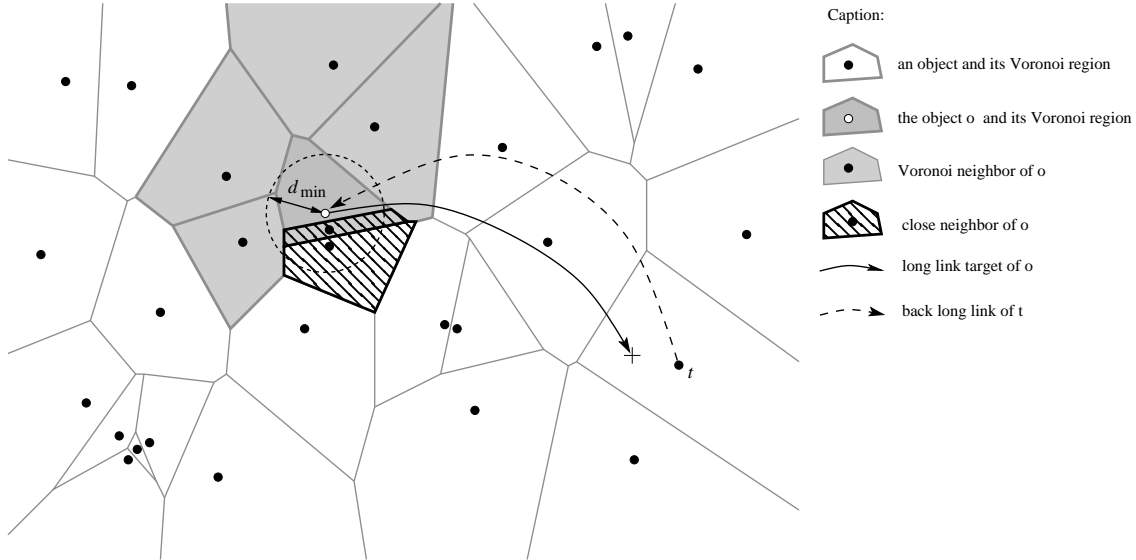 Caption:
an object and its Voronoi region
the object o and its Voronoi region
Voronoi neighbor of o
close neighbor of o
long link target of o
back long link of t
d min
t